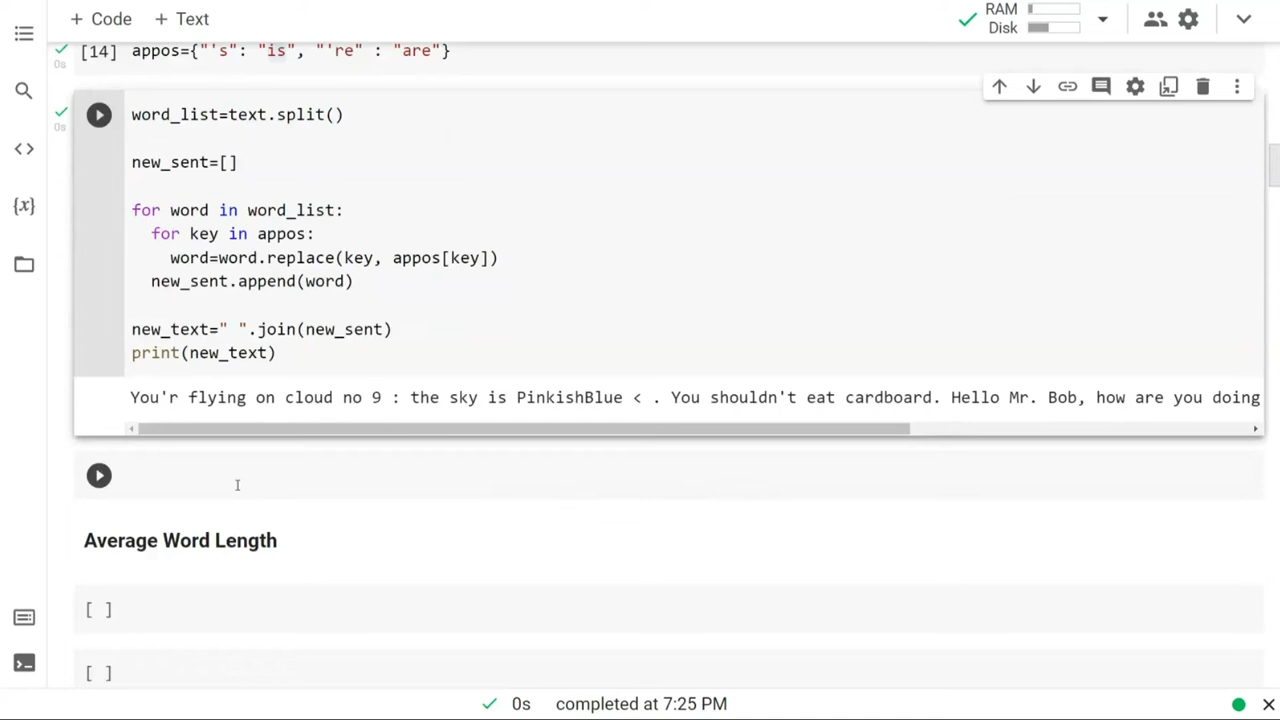 + Code + Text
RAM
Disk
[14] appos={"'s": "is", "'re" : "are"}
0s
0s
word_list=text.split()
new_sent=[]
for word in word_list:
for key in appos:
word=word.replace(key, appos[key])
new_sent.append(word)
new_text=" ".join(new_sent)
print(new_text)
You'r flying on cloud no 9 : the sky is PinkishBlue < . You shouldn't eat cardboard. Hello Mr. Bob, how are you doing
Average Word Length
[ ]
[ ]
0s completed at 7:25 PM